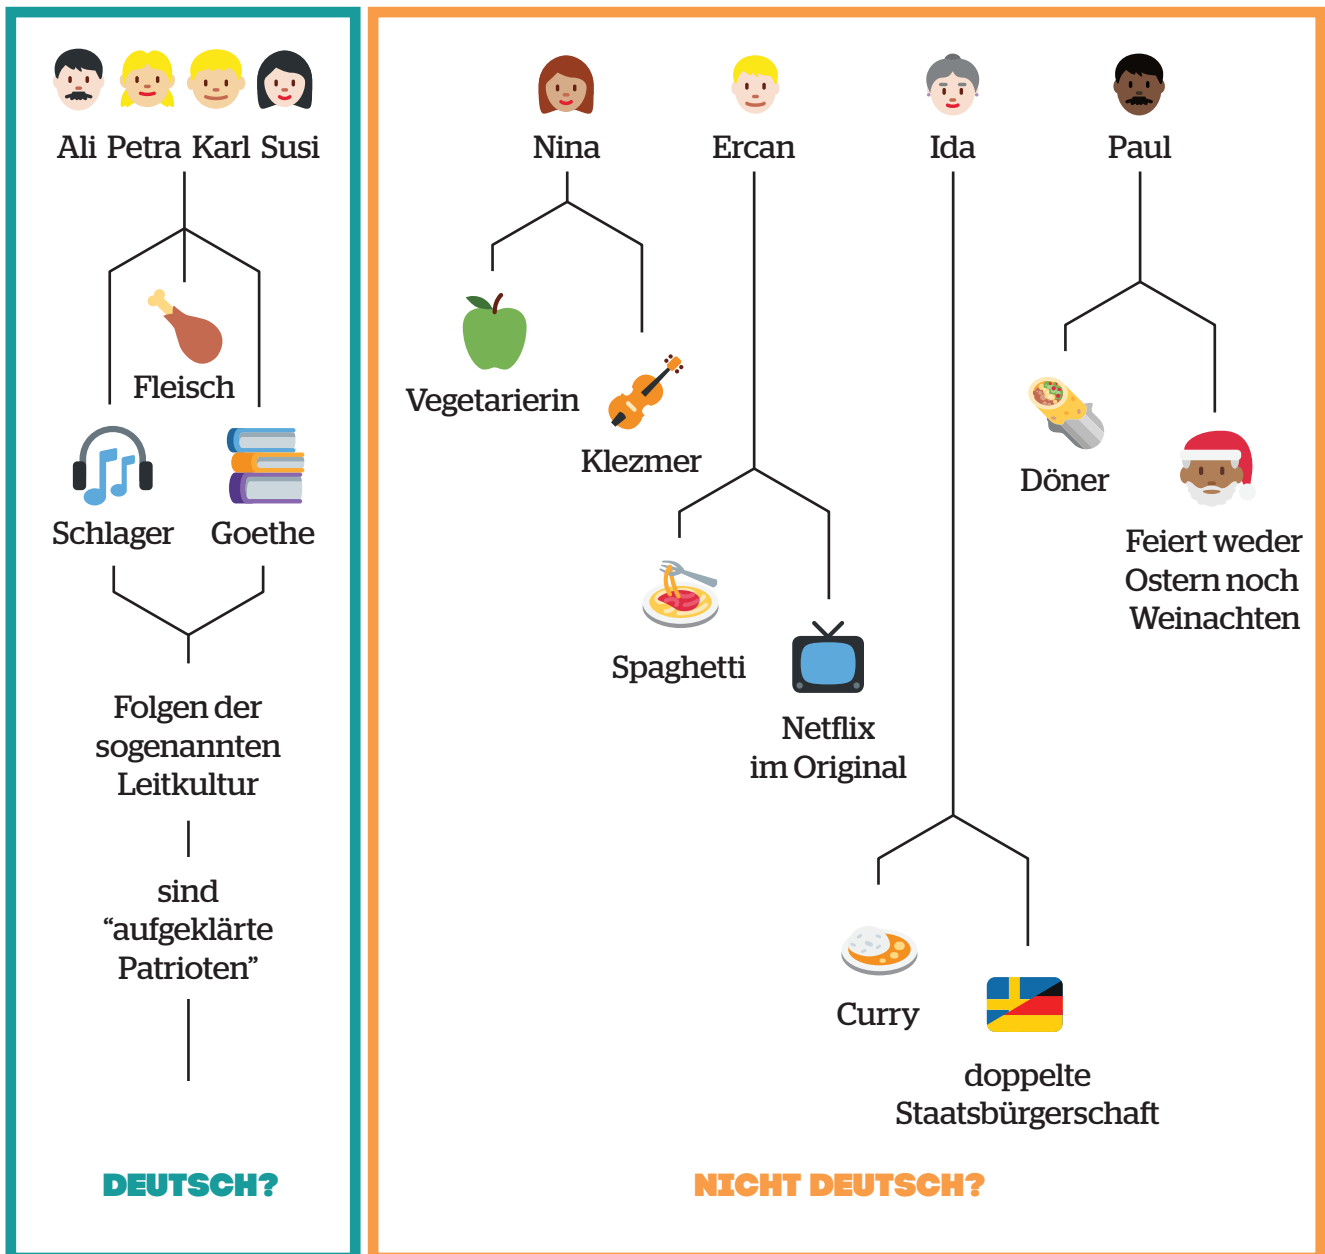 Ali Petra Karl Susi
Fleisch
Schlager
Goethe
Folgen der
sogenannten
Leitkultur
sind
“aufgeklärte
Patrioten”
DEUTSCH?
Nina
Ercan
Ida
Paul
Vegetarierin
Klezmer
Spaghetti
Netflix
im Original
Curry
doppelte
Staatsbürgerschaft
Döner
Feiert weder
Ostern noch
Weinachten
NICHT DEUTSCH?